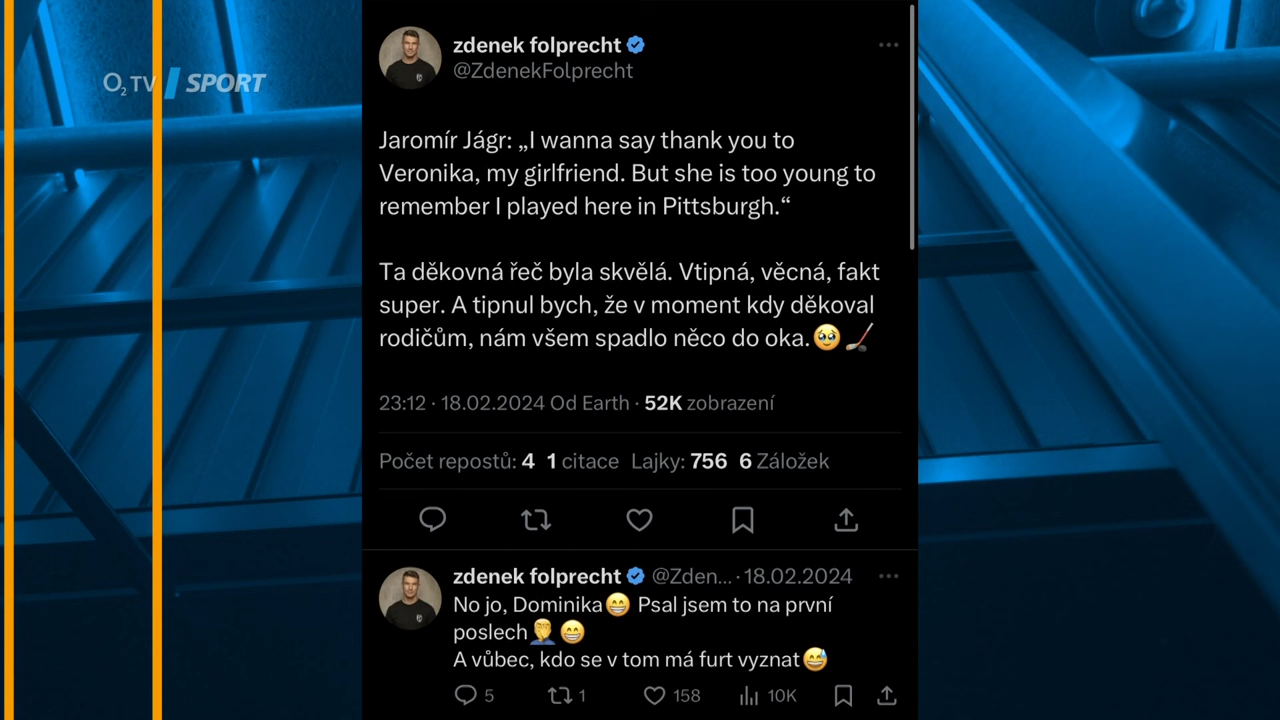 O2 TV SPORT
zdenek folprecht
@ZdenekFolprecht
Jaromír Jágr: „I wanna say thank you to
Veronika, my girlfriend. But she is too young to
remember I played here in Pittsburgh.“
Ta děkovná řeč byla skvělá. Vtipná, věcná, fakt
super. A tipnul bych, že v moment kdy děkoval
rodičům, nám všem spadlo něco do oka.🥹🏒
23:12 · 18.02.2024 Od Earth · 52K zobrazení
Počet repostů: 4 1 citace Lajky: 756 6 Záložek
zdenek folprecht @Zden... · 18.02.2024
No jo, Dominika😁 Psal jsem to na první
poslech🤦‍♂️😁
A vůbec, kdo se v tom má furt vyznat😅
5 1 158 10K